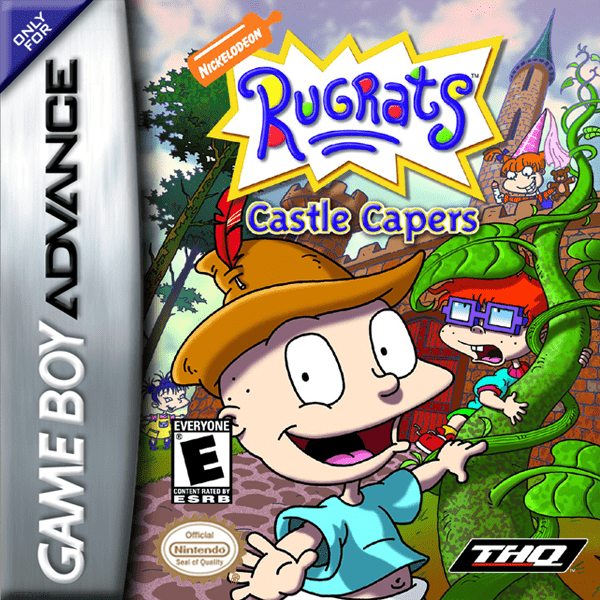 ONLY
FOR
GAME BOY ADVANCE
NICKELODEON
RUGRatS™
Castle Capers
EVERYONE
E
®
CONTENT RATED BY
ESRB
Official
Nintendo
Seal of Quality
THQ